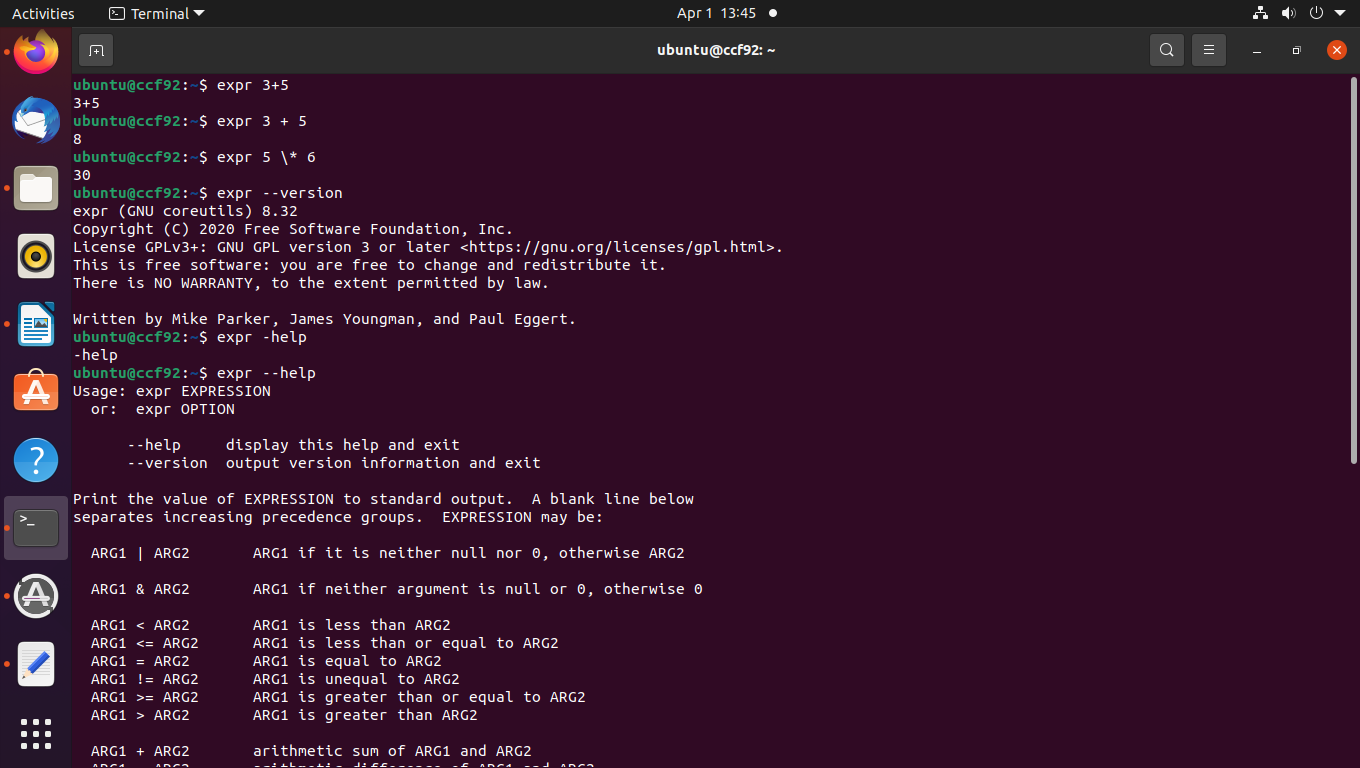 Activities Terminal Apr 1 13:45
ubuntu@ccf92: ~
ubuntu@ccf92:~$ expr 3+5
3+5
ubuntu@ccf92:~$ expr 3 + 5
8
ubuntu@ccf92:~$ expr 5 \* 6
30
ubuntu@ccf92:~$ expr --version
expr (GNU coreutils) 8.32
Copyright (C) 2020 Free Software Foundation, Inc.
License GPLv3+: GNU GPL version 3 or later <https://gnu.org/licenses/gpl.html>.
This is free software: you are free to change and redistribute it.
There is NO WARRANTY, to the extent permitted by law.

Written by Mike Parker, James Youngman, and Paul Eggert.
ubuntu@ccf92:~$ expr -help
-help
ubuntu@ccf92:~$ expr --help
Usage: expr EXPRESSION
  or:  expr OPTION

      --help     display this help and exit
      --version  output version information and exit

Print the value of EXPRESSION to standard output.  A blank line below
separates increasing precedence groups.  EXPRESSION may be:

  ARG1 | ARG2       ARG1 if it is neither null nor 0, otherwise ARG2

  ARG1 & ARG2       ARG1 if neither argument is null or 0, otherwise 0

  ARG1 < ARG2       ARG1 is less than ARG2
  ARG1 <= ARG2      ARG1 is less than or equal to ARG2
  ARG1 = ARG2       ARG1 is equal to ARG2
  ARG1 != ARG2      ARG1 is unequal to ARG2
  ARG1 >= ARG2      ARG1 is greater than or equal to ARG2
  ARG1 > ARG2       ARG1 is greater than ARG2

  ARG1 + ARG2       arithmetic sum of ARG1 and ARG2
  ARG1 - ARG2       arithmetic difference of ARG1 and ARG2